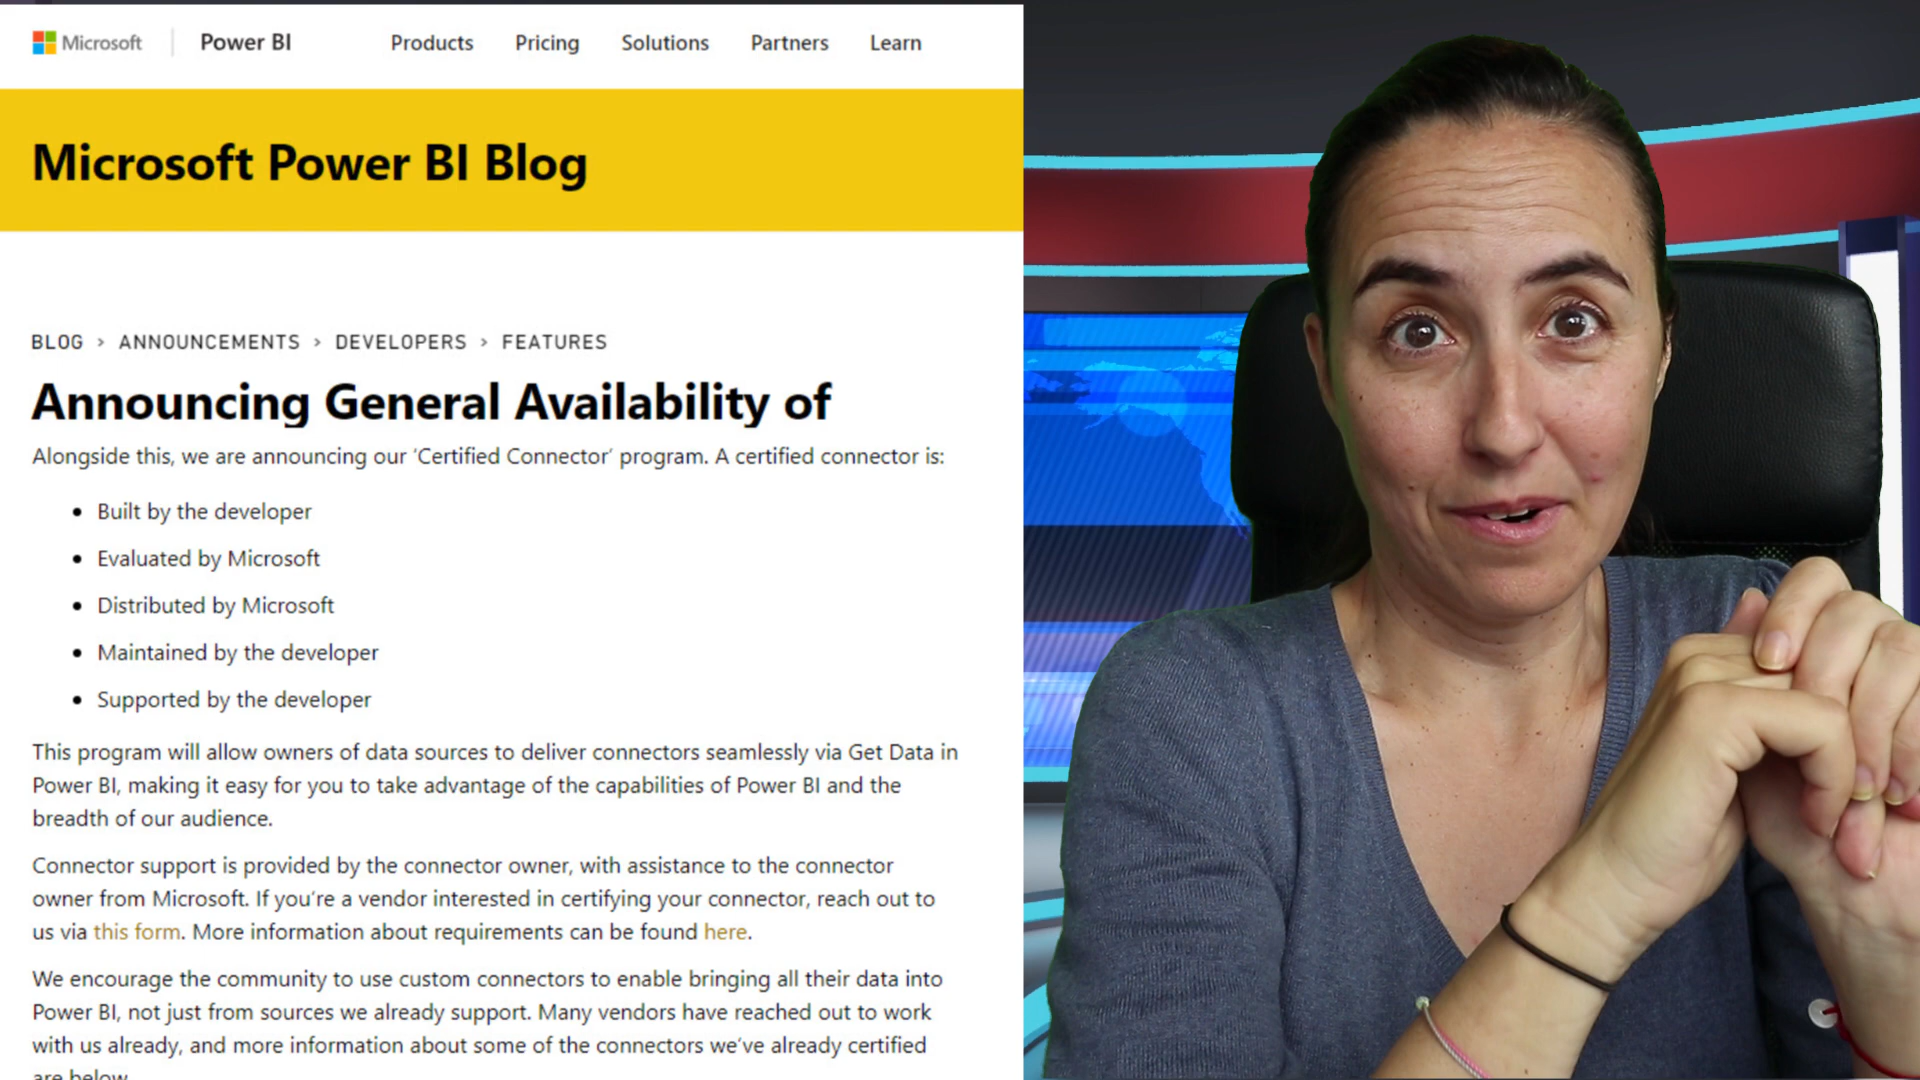 Microsoft Power BI Products Pricing Solutions Partners Learn
Microsoft Power BI Blog
BLOG > ANNOUNCEMENTS > DEVELOPERS > FEATURES
Announcing General Availability of
Alongside this, we are announcing our ‘Certified Connector’ program. A certified connector is:
• Built by the developer
• Evaluated by Microsoft
• Distributed by Microsoft
• Maintained by the developer
• Supported by the developer
This program will allow owners of data sources to deliver connectors seamlessly via Get Data in
Power BI, making it easy for you to take advantage of the capabilities of Power BI and the
breadth of our audience.
Connector support is provided by the connector owner, with assistance to the connector
owner from Microsoft. If you’re a vendor interested in certifying your connector, reach out to
us via this form. More information about requirements can be found here.
We encourage the community to use custom connectors to enable bringing all their data into
Power BI, not just from sources we already support. Many vendors have reached out to work
with us already, and more information about some of the connectors we’ve already certified
are below